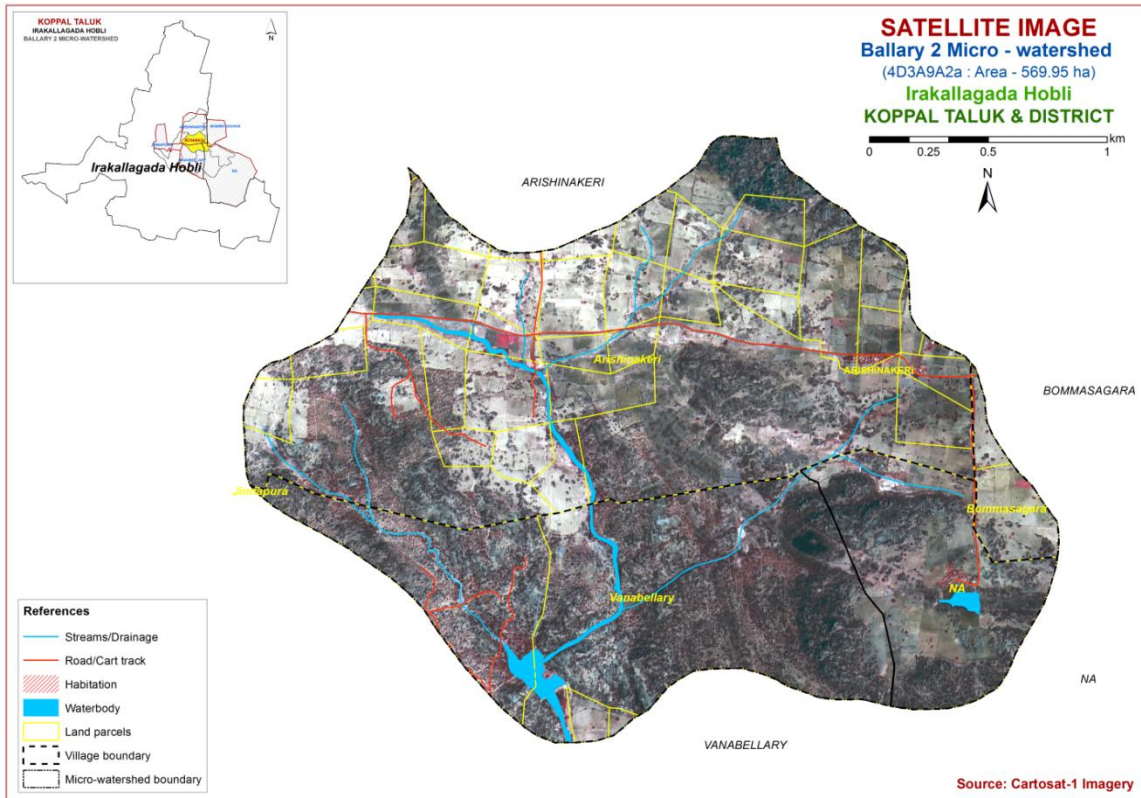 KOPPAL TALUK
IRAKALLAGADA HOBLI
BALLARY 2 MICRO-WATERSHED
N
Irakallagada Hobli
SATELLITE IMAGE
Ballary 2 Micro - watershed
(4D3A9A2a : Area - 569.95 ha)
Irakallagada Hobli
KOPPAL TALUK & DISTRICT
km
0 0.25 0.5 1
N
ARISHINAKERI
Arishinakeri
ARISHINAKERI
BOMMASAGARA
Jinnapura
Bommasagara
Vanabellary
NA
NA
VANABELLARY
References
Streams/Drainage
Road/Cart track
Habitation
Waterbody
Land parcels
Village boundary
Micro-watershed boundary
Source: Cartosat-1 Imagery